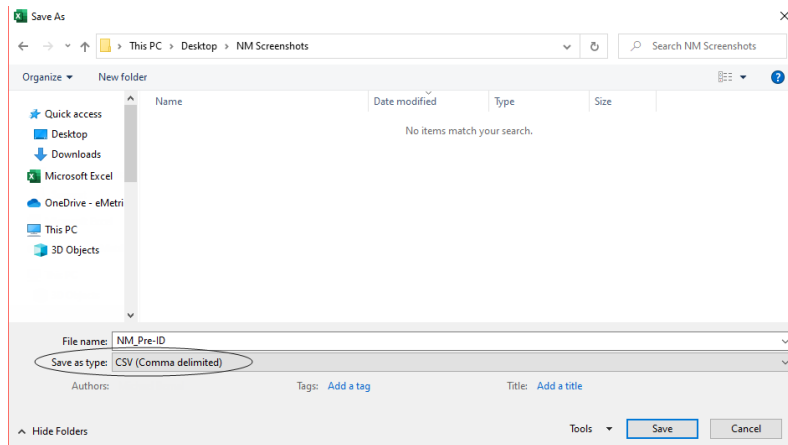 Save As
This PC > Desktop > NM Screenshots
Search NM Screenshots
Organize
New folder
Name
Date modified
Type
Size
No items match your search.
Quick access
Desktop
Downloads
Microsoft Excel
OneDrive - eMetri
This PC
3D Objects
File name: NM_Pre-ID
Save as type: CSV (Comma delimited)
Authors:
Tags: Add a tag
Title: Add a title
Hide Folders
Tools
Save
Cancel